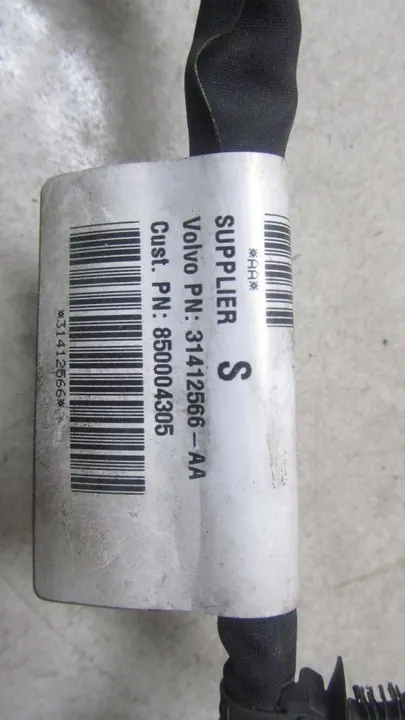 *AA*
SUPPLIER S
Volvo PN: 31412566-AA
Cust. PN: 850004305
*31412566*